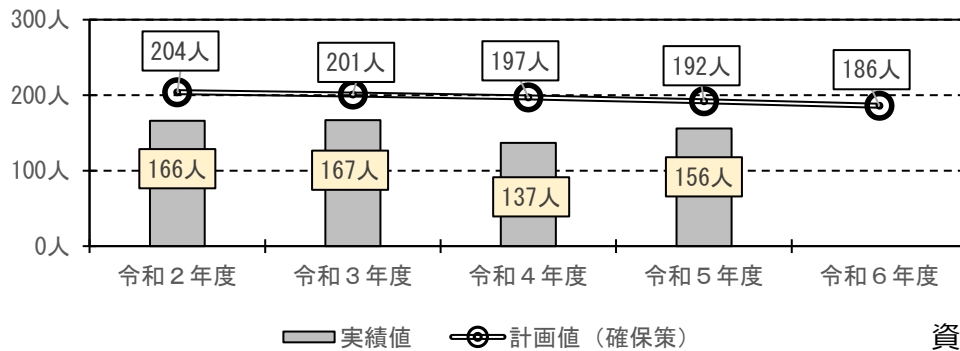 300人
204人 201人 197人 192人 186人
200人
166人 167人 137人 156人
100人
0人
令和２年度 令和３年度 令和４年度 令和５年度 令和６年度
実績値 計画値（確保策）
資